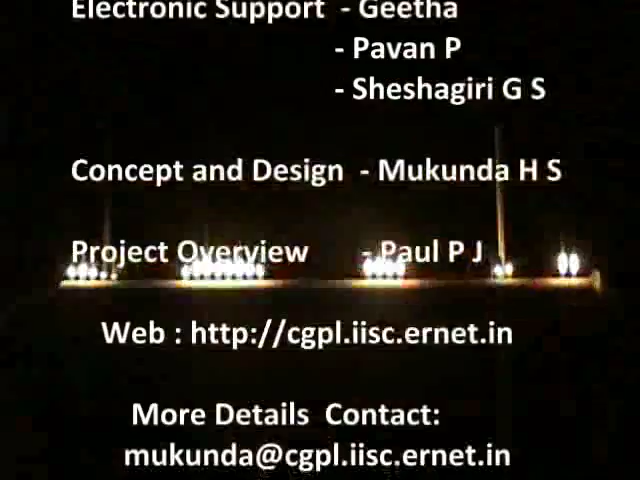 Electronic Support - Geetha
- Pavan P
- Sheshagiri G S
Concept and Design - Mukunda H S
Project Overview - Paul P J
Web : http://cgpl.iisc.ernet.in
More Details Contact:
mukunda@cgpl.iisc.ernet.in